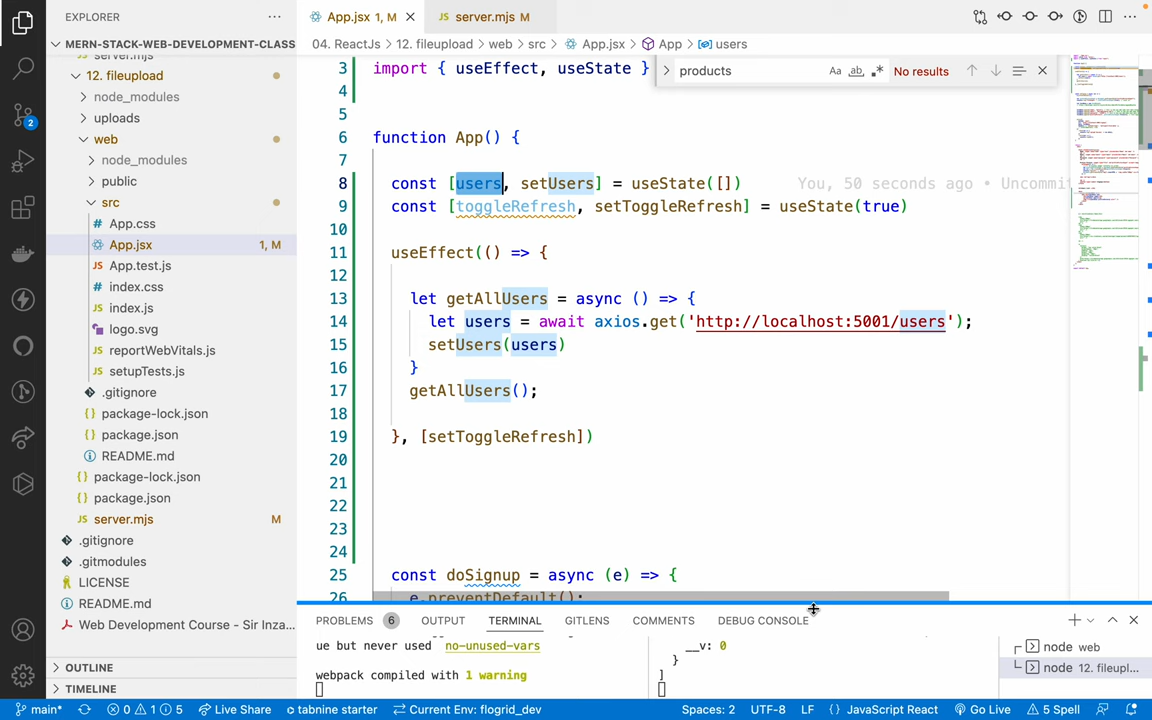 EXPLORER
MERN-STACK-WEB-DEVELOPMENT-CLASS
server.mjs
12. fileupload
node_modules
uploads
web
node_modules
public
src
App.css
App.jsx 1, M
App.test.js
index.css
index.js
logo.svg
reportWebVitals.js
setupTests.js
.gitignore
package-lock.json
package.json
README.md
package-lock.json
package.json
server.mjs M
.gitignore
.gitmodules
LICENSE
README.md
Web Development Course - Sir Inza...
OUTLINE
TIMELINE
2
App.jsx 1, M
server.mjs M
04. ReactJs > 12. fileupload > web > src > App.jsx > App > users
products
Aa ab
No results
3 import { useEffect, useState }
4
5
6 function App() {
7
8 const [users, setUsers] = useState([]) You, 50 seconds ago • Uncommit
9 const [toggleRefresh, setToggleRefresh] = useState(true)
10
11 useEffect(() => {
12
13 let getAllUsers = async () => {
14 let users = await axios.get('http://localhost:5001/users');
15 setUsers(users)
16 }
17 getAllUsers();
18
19 }, [setToggleRefresh])
20
21
22
23
24
25 const doSignup = async (e) => {
26 e.preventDefault();
PROBLEMS 6 OUTPUT TERMINAL GITLENS COMMENTS DEBUG CONSOLE
ue but never used no-unused-vars
webpack compiled with 1 warning
__v: 0
}
]
node web
node 12. fileupl...
main* 0 1 5 Live Share tabnine starter Current Env: flogrid_dev Spaces: 2 UTF-8 LF {} JavaScript React Go Live 5 Spell